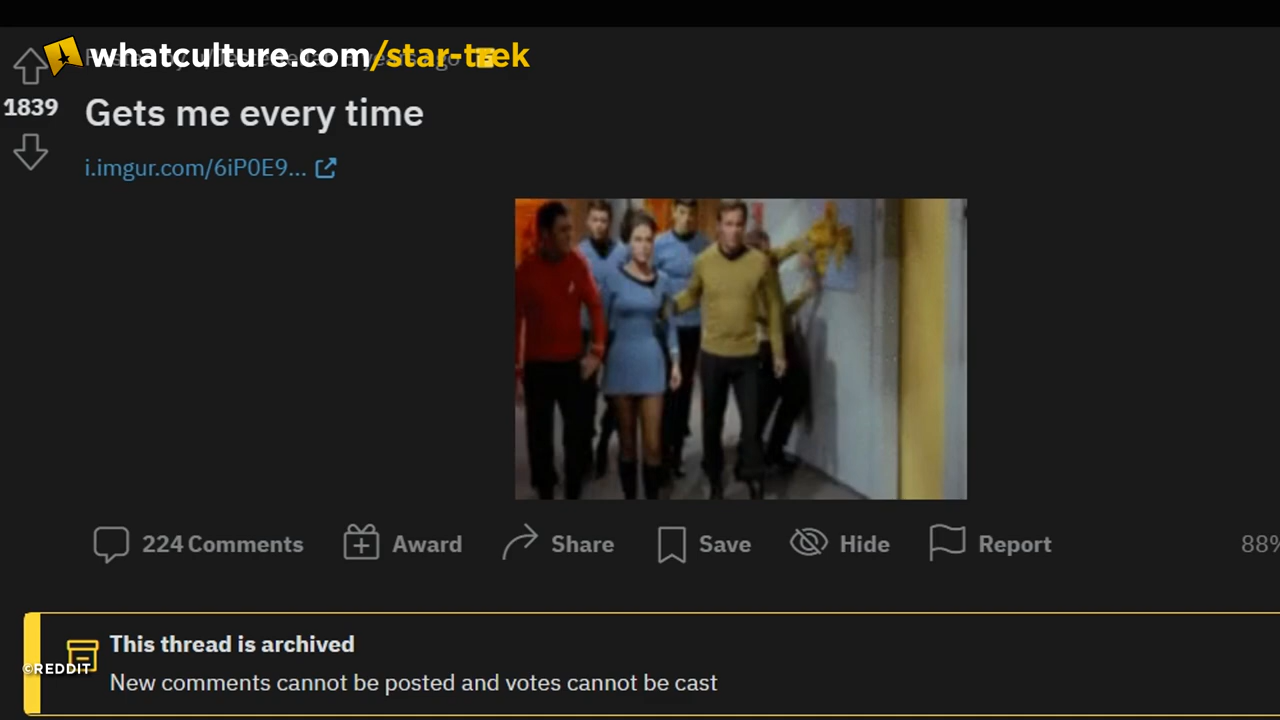 whatculture.com/star-trek
1839
Gets me every time
i.imgur.com/6iP0E9...
224 Comments
Award
Share
Save
Hide
Report
88%
This thread is archived
©REDDIT
New comments cannot be posted and votes cannot be cast